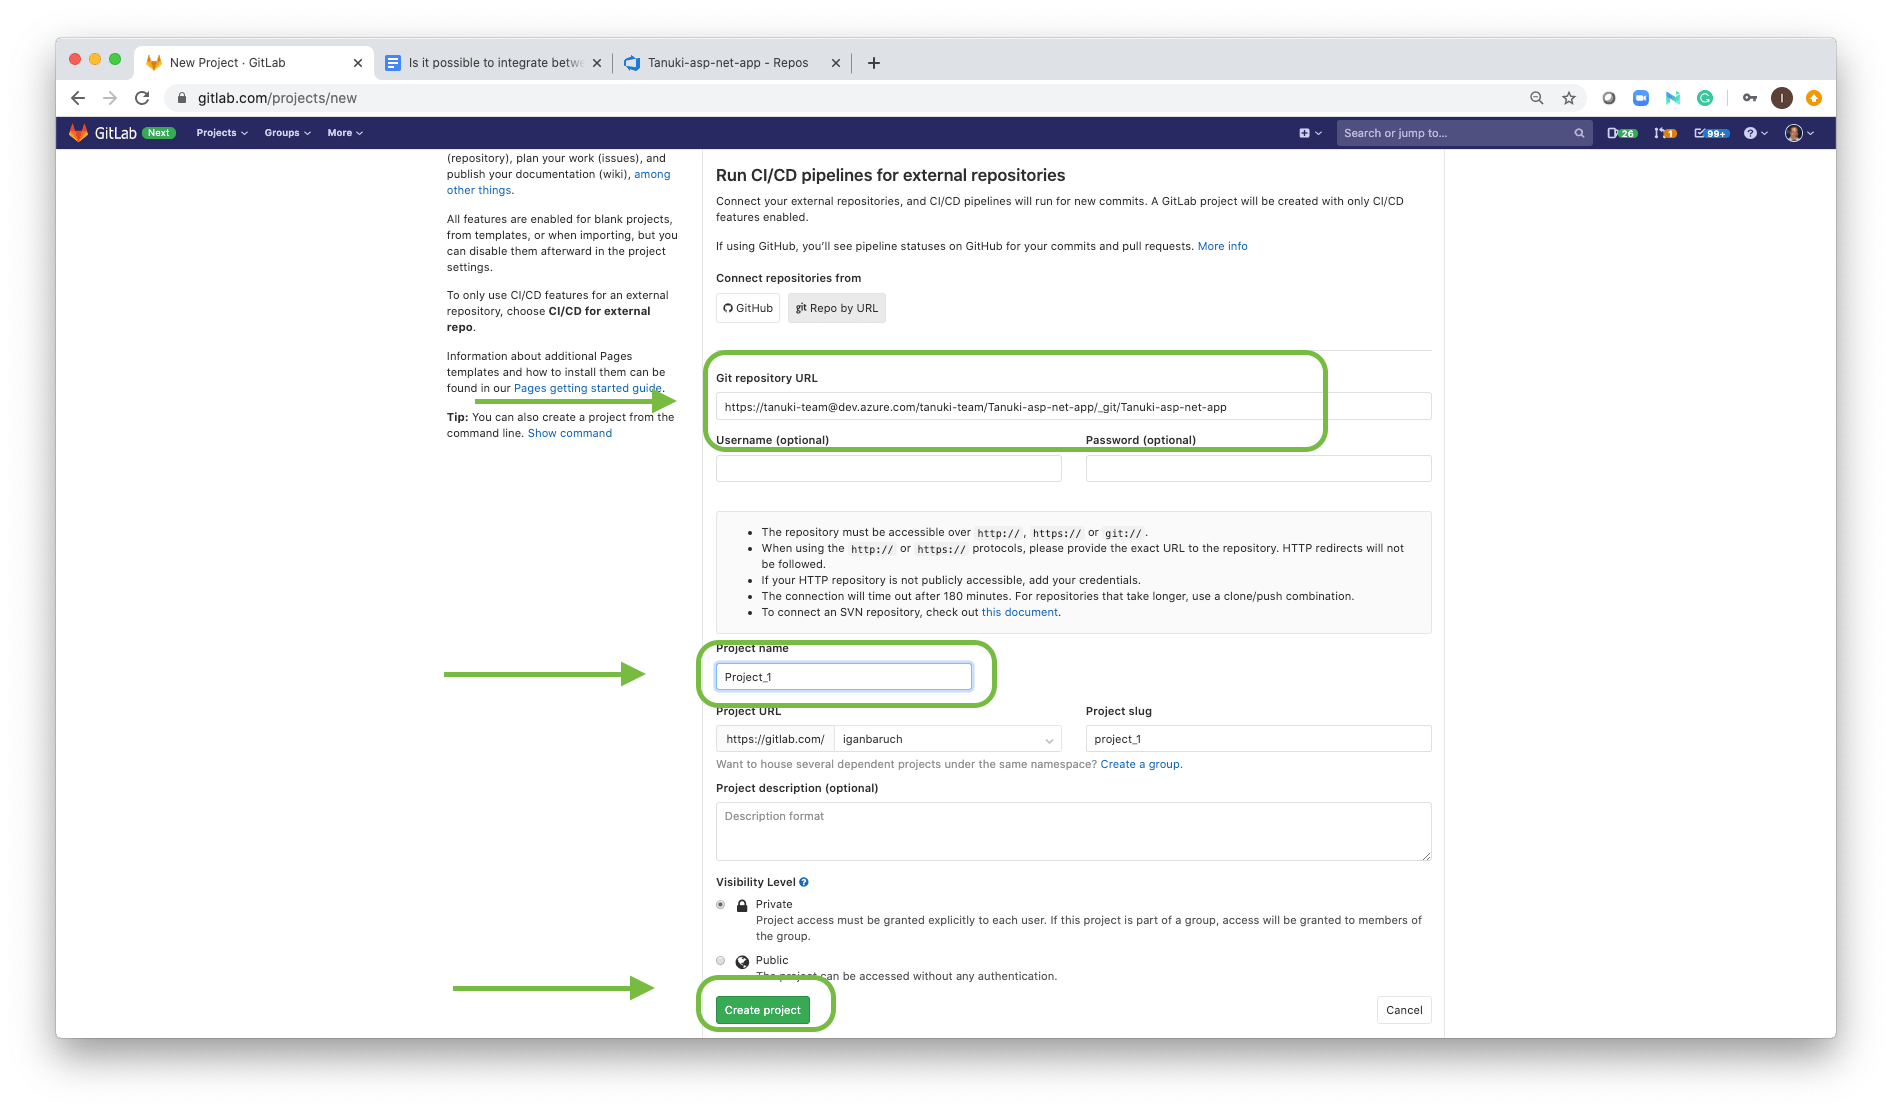 New Project · GitLab
Is it possible to integrate betwe
Tanuki-asp-net-app - Repos
gitlab.com/projects/new
I
GitLab Next Projects Groups More
Search or jump to...
26 1 99+
(repository), plan your work (issues), and
publish your documentation (wiki), among
other things.
All features are enabled for blank projects,
from templates, or when importing, but you
can disable them afterward in the project
settings.
To only use CI/CD features for an external
repository, choose CI/CD for external
repo.
Information about additional Pages
templates and how to install them can be
found in our Pages getting started guide.
Tip: You can also create a project from the
command line. Show command
Run CI/CD pipelines for external repositories
Connect your external repositories, and CI/CD pipelines will run for new commits. A GitLab project will be created with only CI/CD
features enabled.
If using GitHub, you'll see pipeline statuses on GitHub for your commits and pull requests. More info
Connect repositories from
GitHub
git Repo by URL
Git repository URL
https://tanuki-team@dev.azure.com/tanuki-team/Tanuki-asp-net-app/_git/Tanuki-asp-net-app
Username (optional)
Password (optional)
The repository must be accessible over http://, https:// or git://.
When using the http:// or https:// protocols, please provide the exact URL to the repository. HTTP redirects will not
be followed.
If your HTTP repository is not publicly accessible, add your credentials.
The connection will time out after 180 minutes. For repositories that take longer, use a clone/push combination.
To connect an SVN repository, check out this document.
Project name
Project_1
Project URL
Project slug
https://gitlab.com/ iganbaruch
project_1
Want to house several dependent projects under the same namespace? Create a group.
Project description (optional)
Description format
Visibility Level
Private
Project access must be granted explicitly to each user. If this project is part of a group, access will be granted to members of
the group.
Public
The project can be accessed without any authentication.
Create project
Cancel